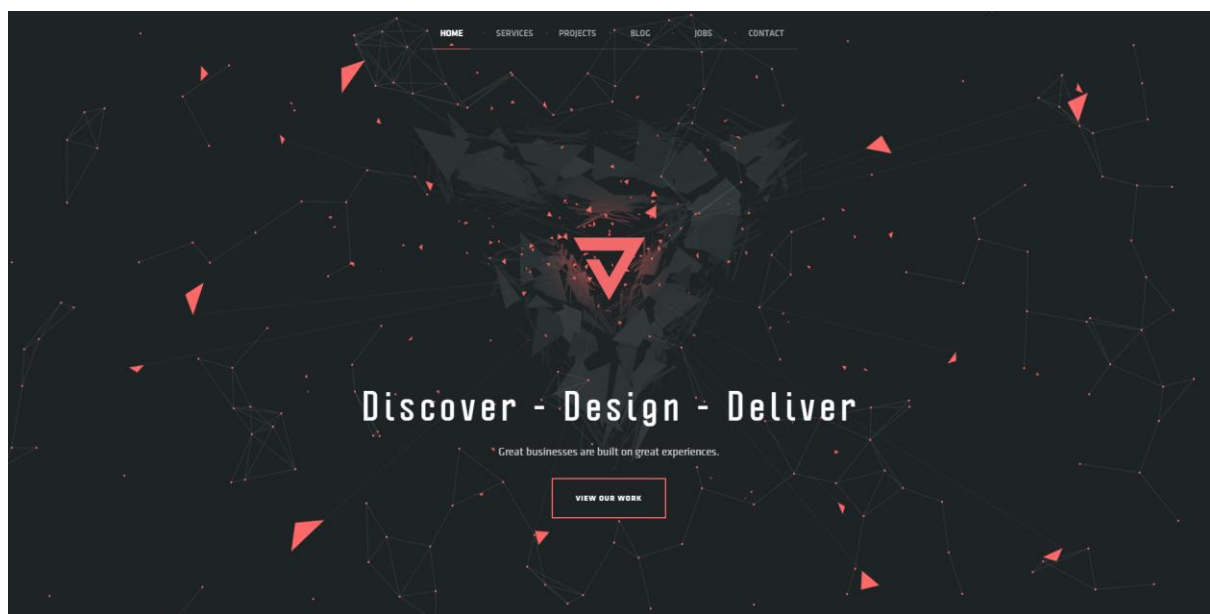 HOME SERVICES PROJECTS BLOG JOBS CONTACT
Discover - Design - Deliver
Great businesses are built on great experiences.
VIEW OUR WORK